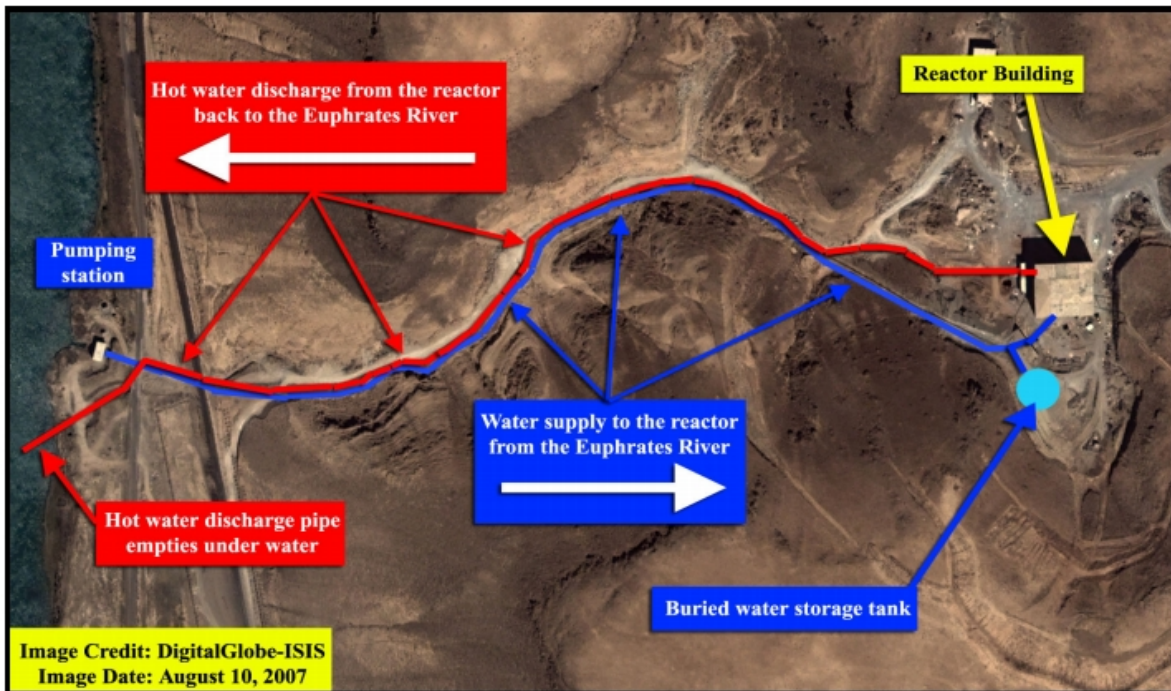 Hot water discharge from the reactor
back to the Euphrates River
Reactor Building
Pumping
station
Water supply to the reactor
from the Euphrates River
Hot water discharge pipe
empties under water
Buried water storage tank
Image Credit: DigitalGlobe-ISIS
Image Date: August 10, 2007